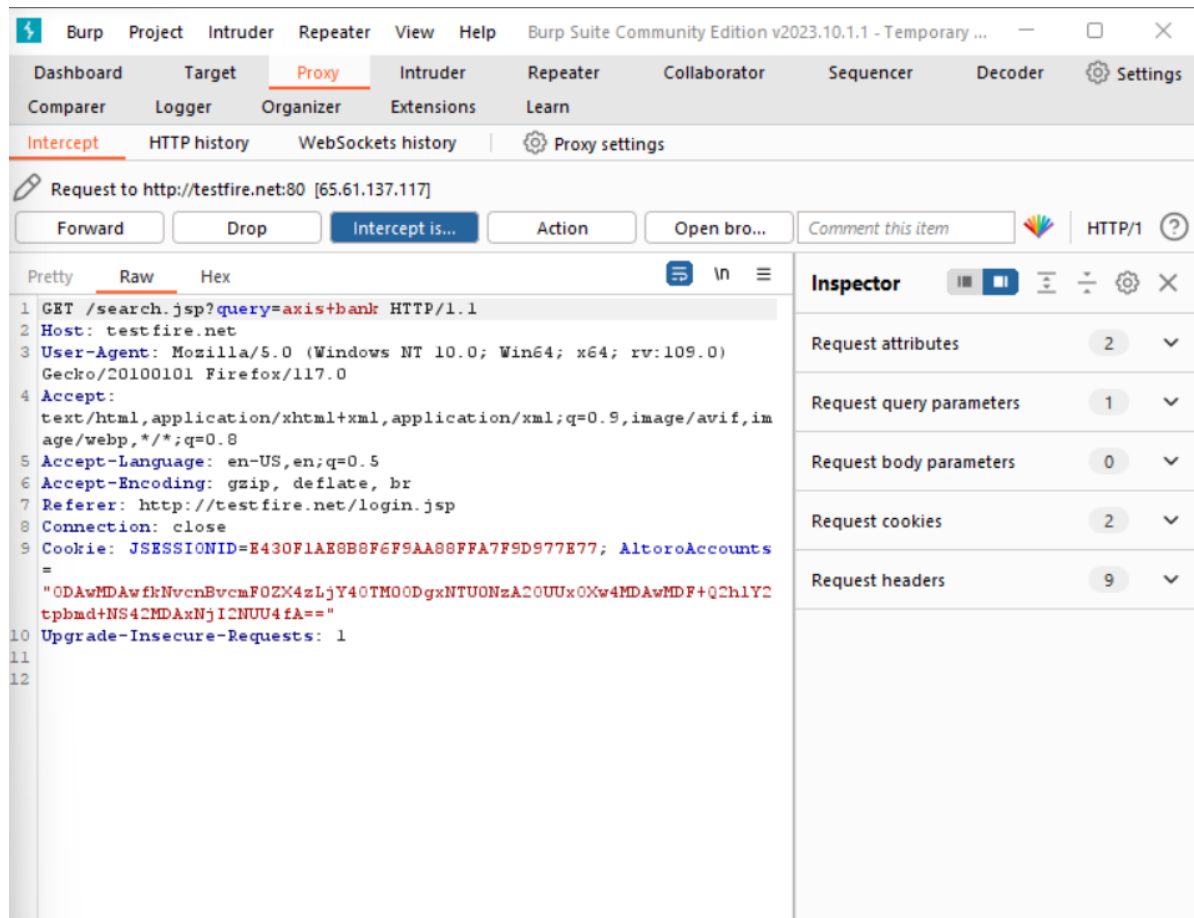 Burp Project Intruder Repeater View Help Burp Suite Community Edition v2023.10.1.1 - Temporary ...
Dashboard Target Proxy Intruder Repeater Collaborator Sequencer Decoder Settings
Comparer Logger Organizer Extensions Learn
Intercept HTTP history WebSockets history Proxy settings
Request to http://testfire.net:80 [65.61.137.117]
Forward Drop Intercept is... Action Open bro... Comment this item HTTP/1 ?
Pretty Raw Hex \n
Inspector
1 GET /search.jsp?query=axis+bank HTTP/1.1
2 Host: testfire.net
3 User-Agent: Mozilla/5.0 (Windows NT 10.0; Win64; x64; rv:109.0)
Gecko/20100101 Firefox/117.0
4 Accept:
text/html,application/xhtml+xml,application/xml;q=0.9,image/avif,im
age/webp,*/*;q=0.8
5 Accept-Language: en-US,en;q=0.5
6 Accept-Encoding: gzip, deflate, br
7 Referer: http://testfire.net/login.jsp
8 Connection: close
9 Cookie: JSESSIONID=E430F1AE8B8F6F9AA88FFA7F9D977E77; AltoroAccounts
=
"ODAwMDAwfkNvcnBvcmF0ZX4zLjY4OTM0ODgxNTU0NzA2OUUxOXw4MDAwMDF+Q2hlY2
tpbmd+NS42MDAxNjI2NUU4fA=="
10 Upgrade-Insecure-Requests: 1
11
12
Request attributes 2
Request query parameters 1
Request body parameters 0
Request cookies 2
Request headers 9